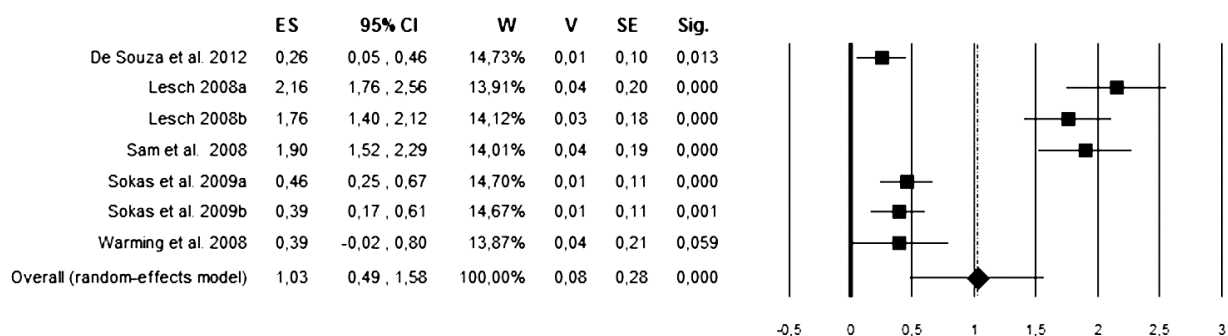 ES 95% CI W V SE Sig.
De Souza et al. 2012 0,26 0,05 , 0,46 14,73% 0,01 0,10 0,013
Lesch 2008a 2,16 1,76 , 2,56 13,91% 0,04 0,20 0,000
Lesch 2008b 1,76 1,40 , 2,12 14,12% 0,03 0,18 0,000
Sam et al. 2008 1,90 1,52 , 2,29 14,01% 0,04 0,19 0,000
Sokas et al. 2009a 0,46 0,25 , 0,67 14,70% 0,01 0,11 0,000
Sokas et al. 2009b 0,39 0,17 , 0,61 14,67% 0,01 0,11 0,001
Warming et al. 2008 0,39 -0,02 , 0,80 13,87% 0,04 0,21 0,059
Overall (random-effects model) 1,03 0,49 , 1,58 100,00% 0,08 0,28 0,000
-0,5 0 0,5 1 1,5 2 2,5 3